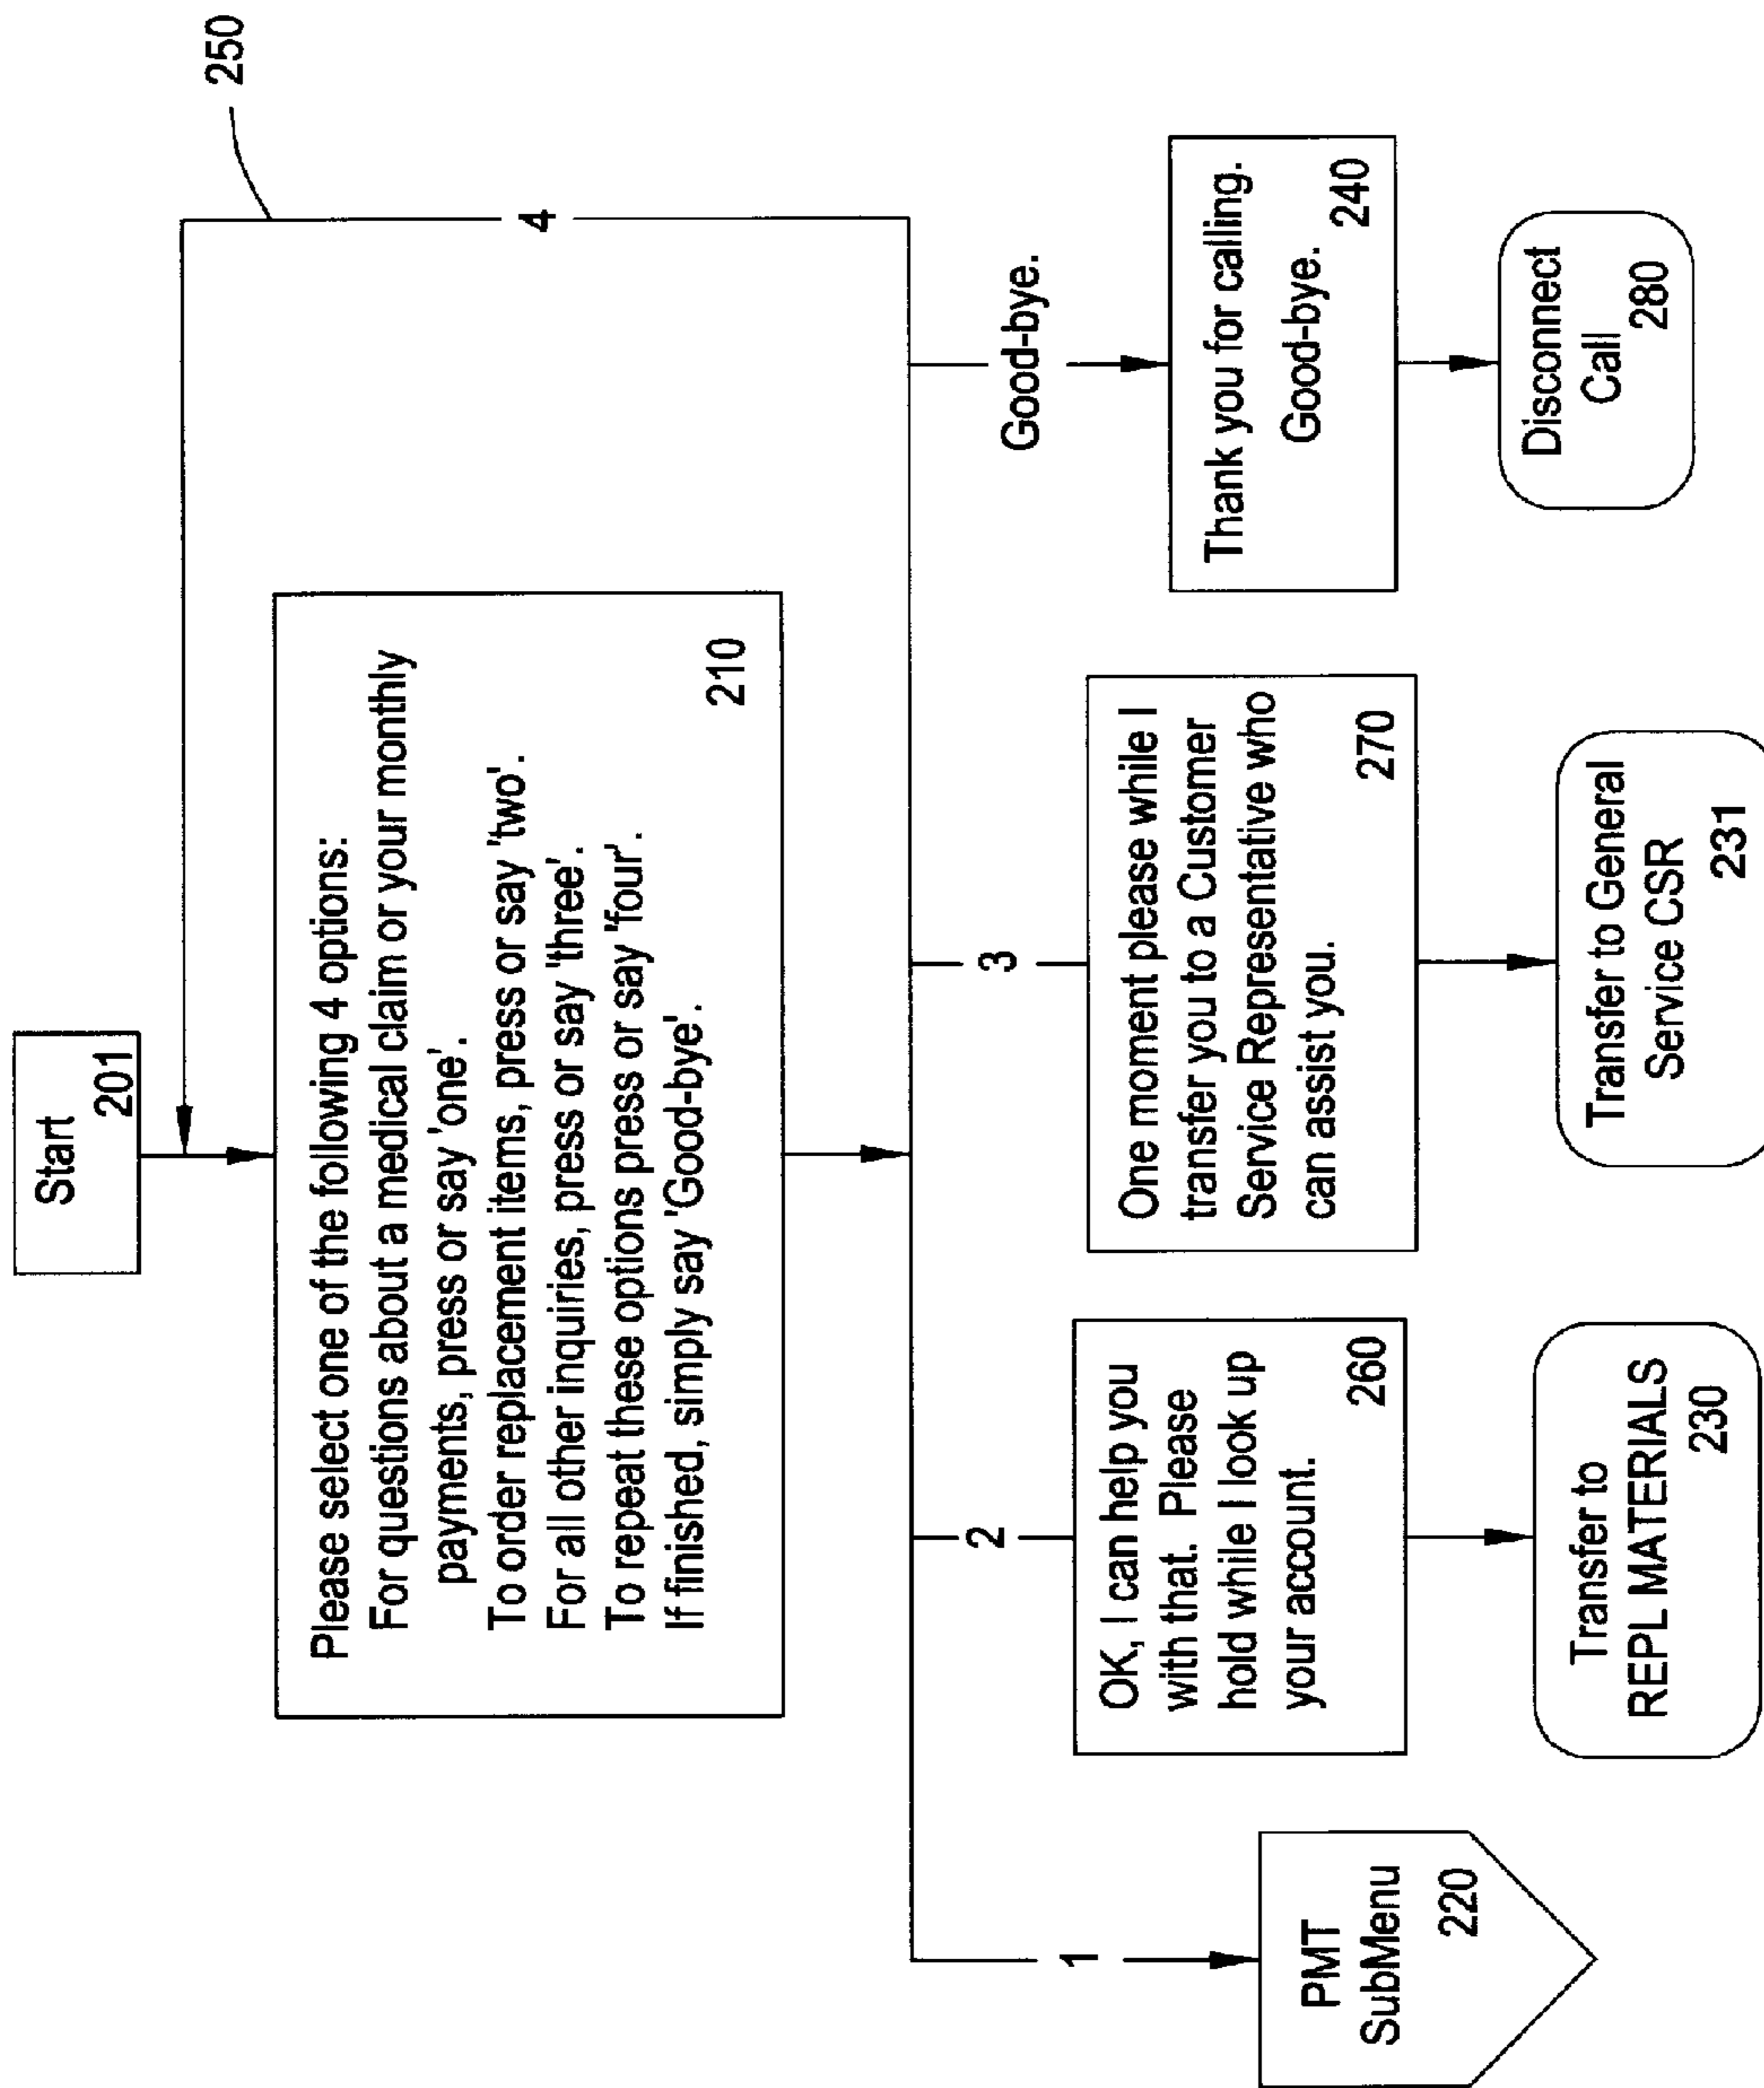 Start
201
250
Please select one of the following 4 options:
For questions about a medical claim or your monthly
payments, press or say 'one'.
To order replacement items, press or say 'two'.
For all other inquiries, press or say 'three'.
To repeat these options press or say 'four'.
If finished, simply say 'Good-bye'.
210
4
1
2
3
Good-bye.
PMT
SubMenu
220
OK, I can help you
with that. Please
hold while I look up
your account.
260
Transfer to
REPL MATERIALS
230
One moment please while I
transfer you to a Customer
Service Representative who
can assist you.
270
Transfer to General
Service CSR
231
Thank you for calling.
Good-bye.
240
Disconnect
Call
280